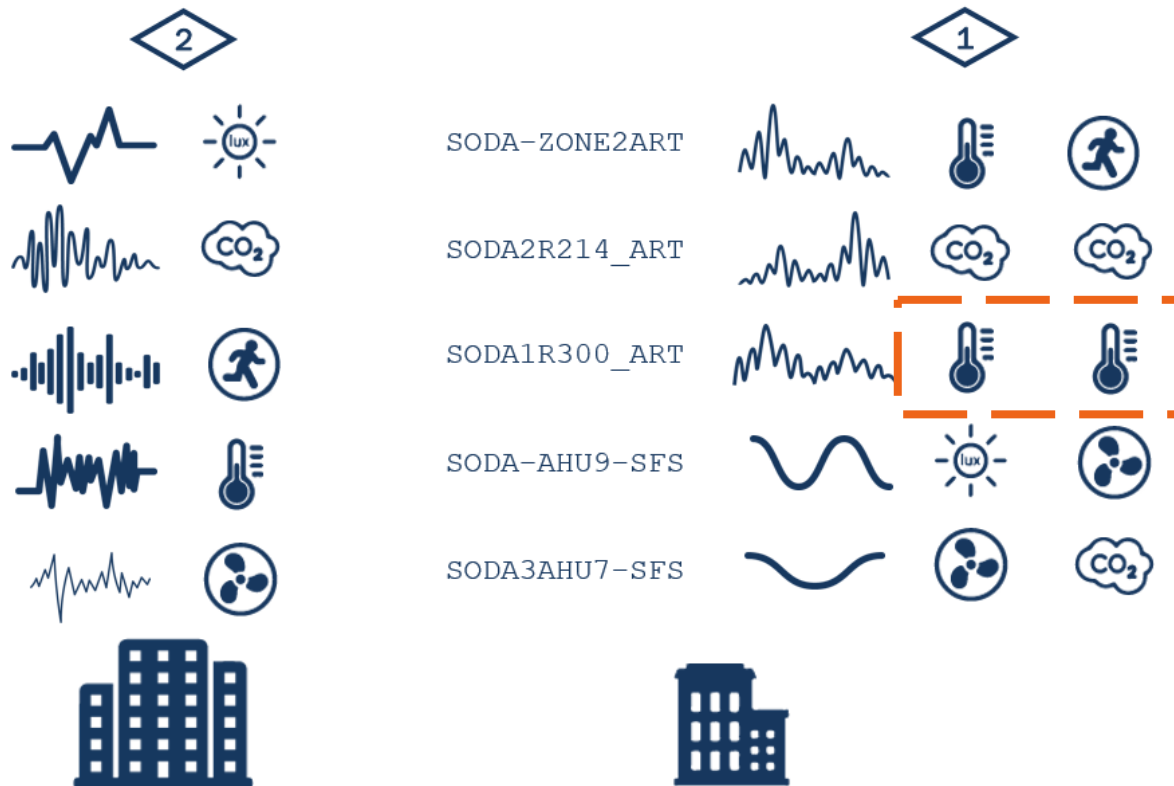 2
1
lux
SODA-ZONE2ART
CO2
SODA2R214_ART
CO2
CO2
SODA1R300_ART
SODA-AHU9-SFS
lux
SODA3AHU7-SFS
CO2